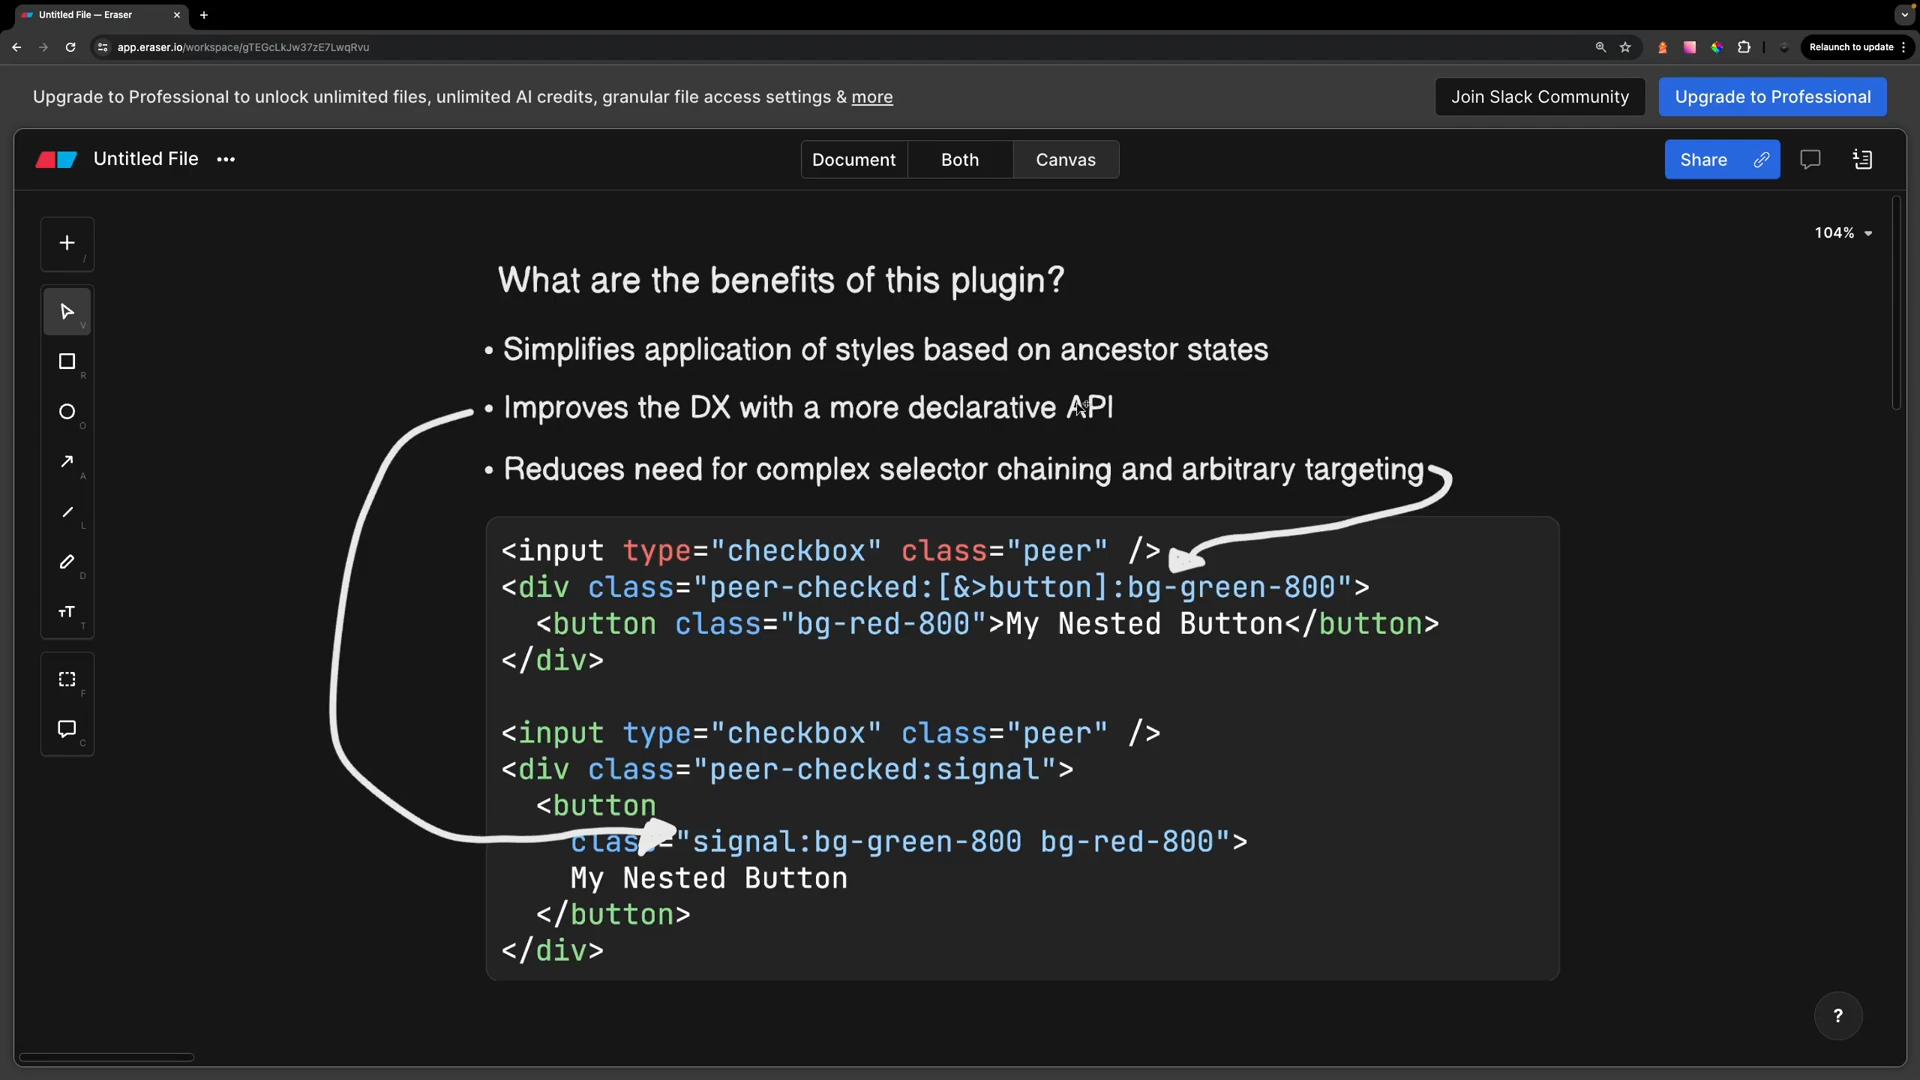 Untitled File — Eraser
app.eraser.io/workspace/gTEGcLkJw37zE7LwqRvu
Relaunch to update
Upgrade to Professional to unlock unlimited files, unlimited AI credits, granular file access settings & more
Join Slack Community
Upgrade to Professional
Untitled File
Document
Both
Canvas
Share
104%
/
V
R
O
A
L
D
T
F
C
What are the benefits of this plugin?
• Simplifies application of styles based on ancestor states
• Improves the DX with a more declarative API
• Reduces need for complex selector chaining and arbitrary targeting
<input type="checkbox" class="peer" />
<div class="peer-checked:[&>button]:bg-green-800">
<button class="bg-red-800">My Nested Button</button>
</div>
<input type="checkbox" class="peer" />
<div class="peer-checked:signal">
<button
class="signal:bg-green-800 bg-red-800">
My Nested Button
</button>
</div>
?